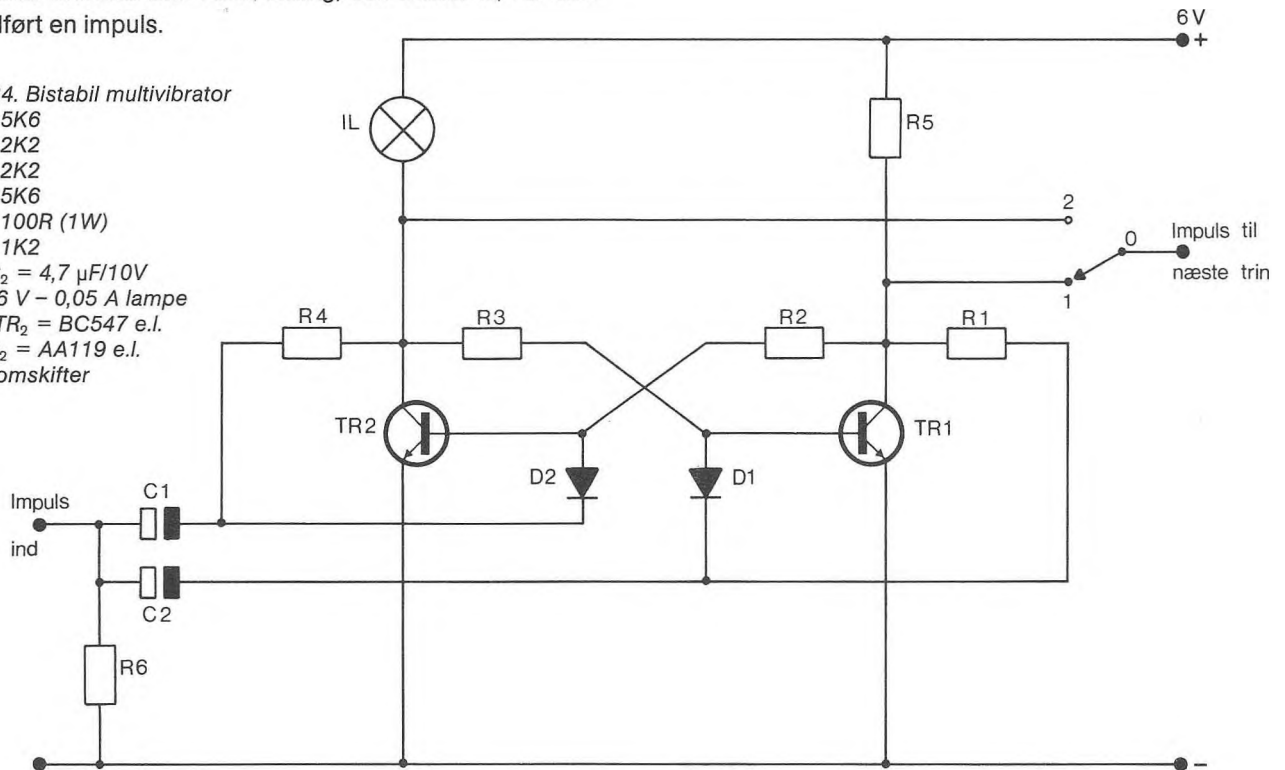 dført en impuls.
4. Bistabil multivibrator
5K6
2K2
2K2
5K6
100R (1W)
1K2
₂ = 4,7 µF/10V
6 V – 0,05 A lampe
TR₂ = BC547 e.l.
₂ = AA119 e.l.
omskifter
6 V
+
IL
R5
2
0
Impuls til
næste trin
1
R4
R3
R2
R1
TR2
TR1
D2
D1
Impuls
ind
C1
C2
R6
–